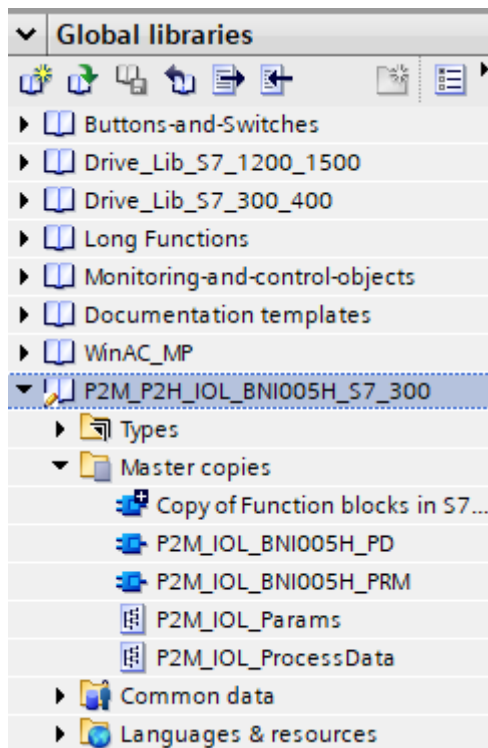 Global libraries
Buttons-and-Switches
Drive_Lib_S7_1200_1500
Drive_Lib_S7_300_400
Long Functions
Monitoring-and-control-objects
Documentation templates
WinAC_MP
P2M_P2H_IOL_BNI005H_S7_300
Types
Master copies
Copy of Function blocks in S7...
P2M_IOL_BNI005H_PD
P2M_IOL_BNI005H_PRM
P2M_IOL_Params
P2M_IOL_ProcessData
Common data
Languages & resources